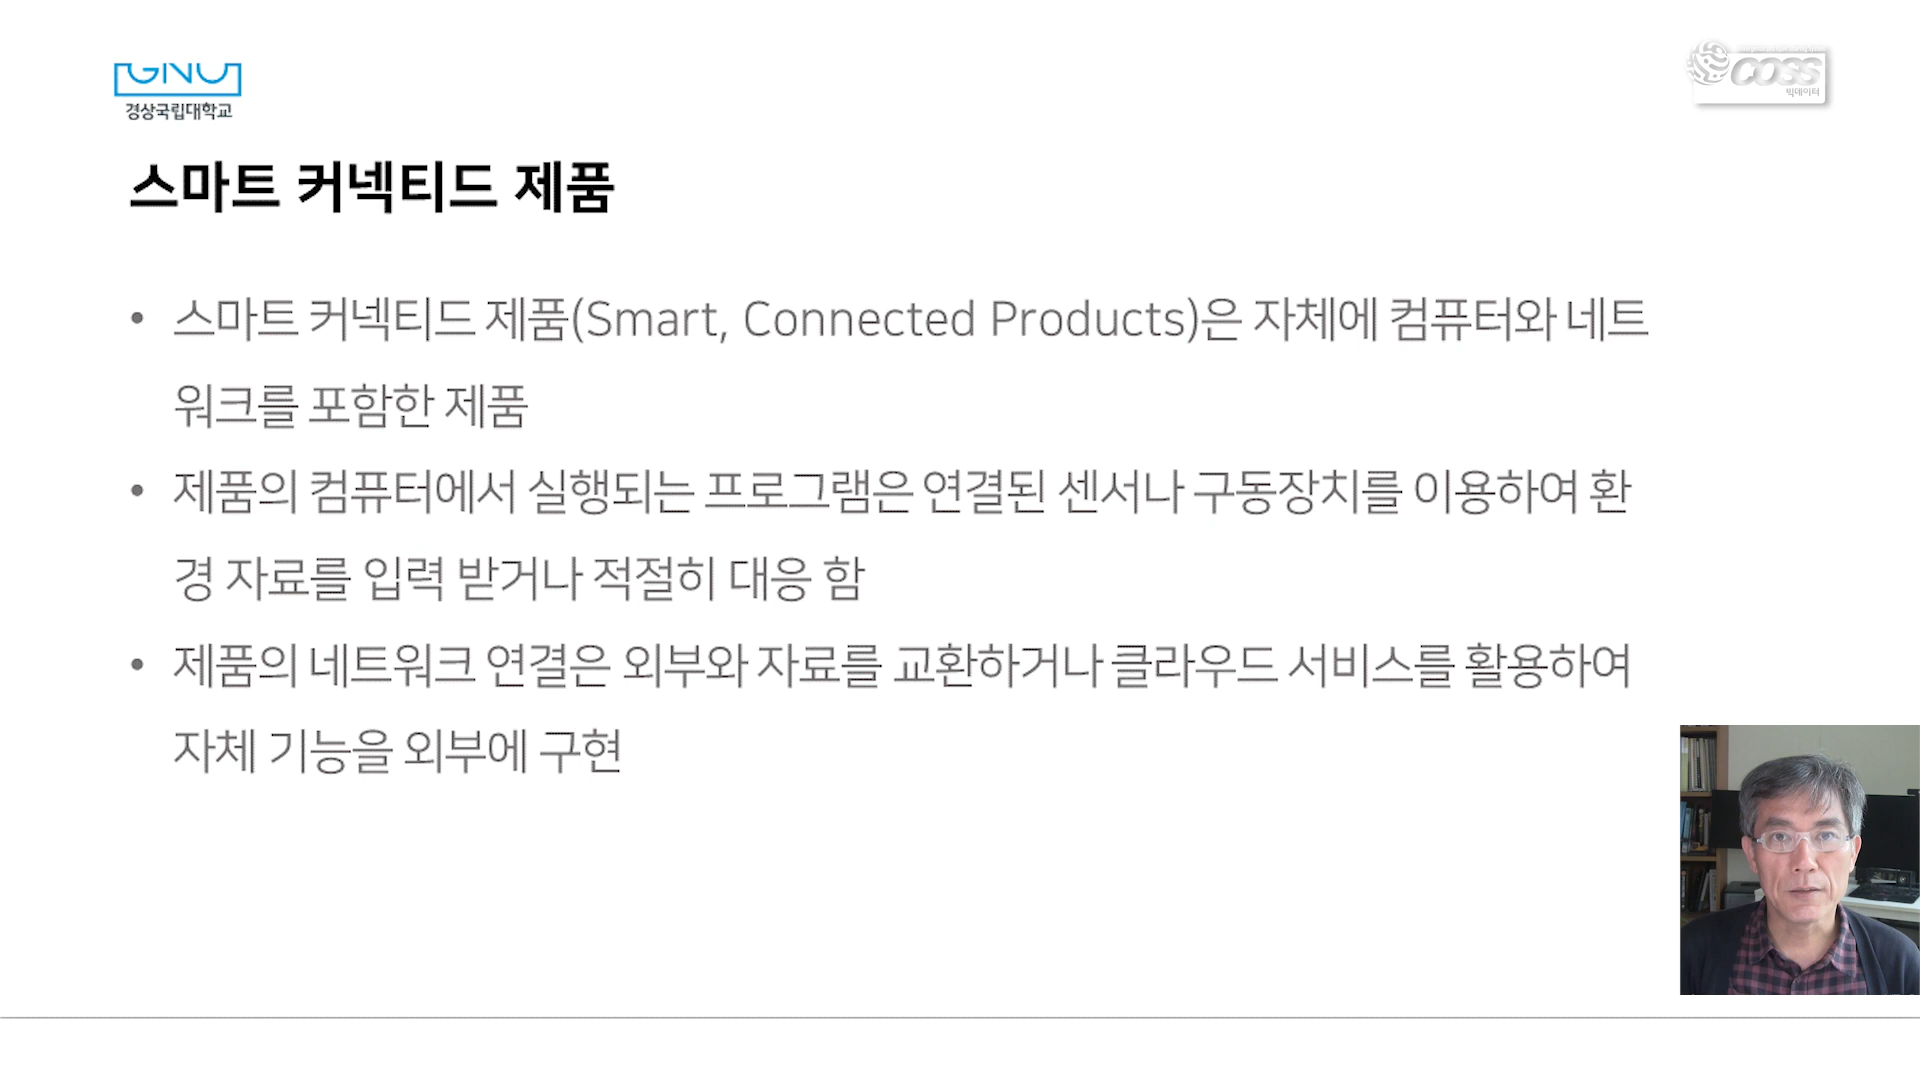 GNU
경상국립대학교
COSS
빅데이터
스마트 커넥티드 제품
• 스마트 커넥티드 제품(Smart, Connected Products)은 자체에 컴퓨터와 네트
워크를 포함한 제품
• 제품의 컴퓨터에서 실행되는 프로그램은 연결된 센서나 구동장치를 이용하여 환
경 자료를 입력 받거나 적절히 대응 함
• 제품의 네트워크 연결은 외부와 자료를 교환하거나 클라우드 서비스를 활용하여
자체 기능을 외부에 구현